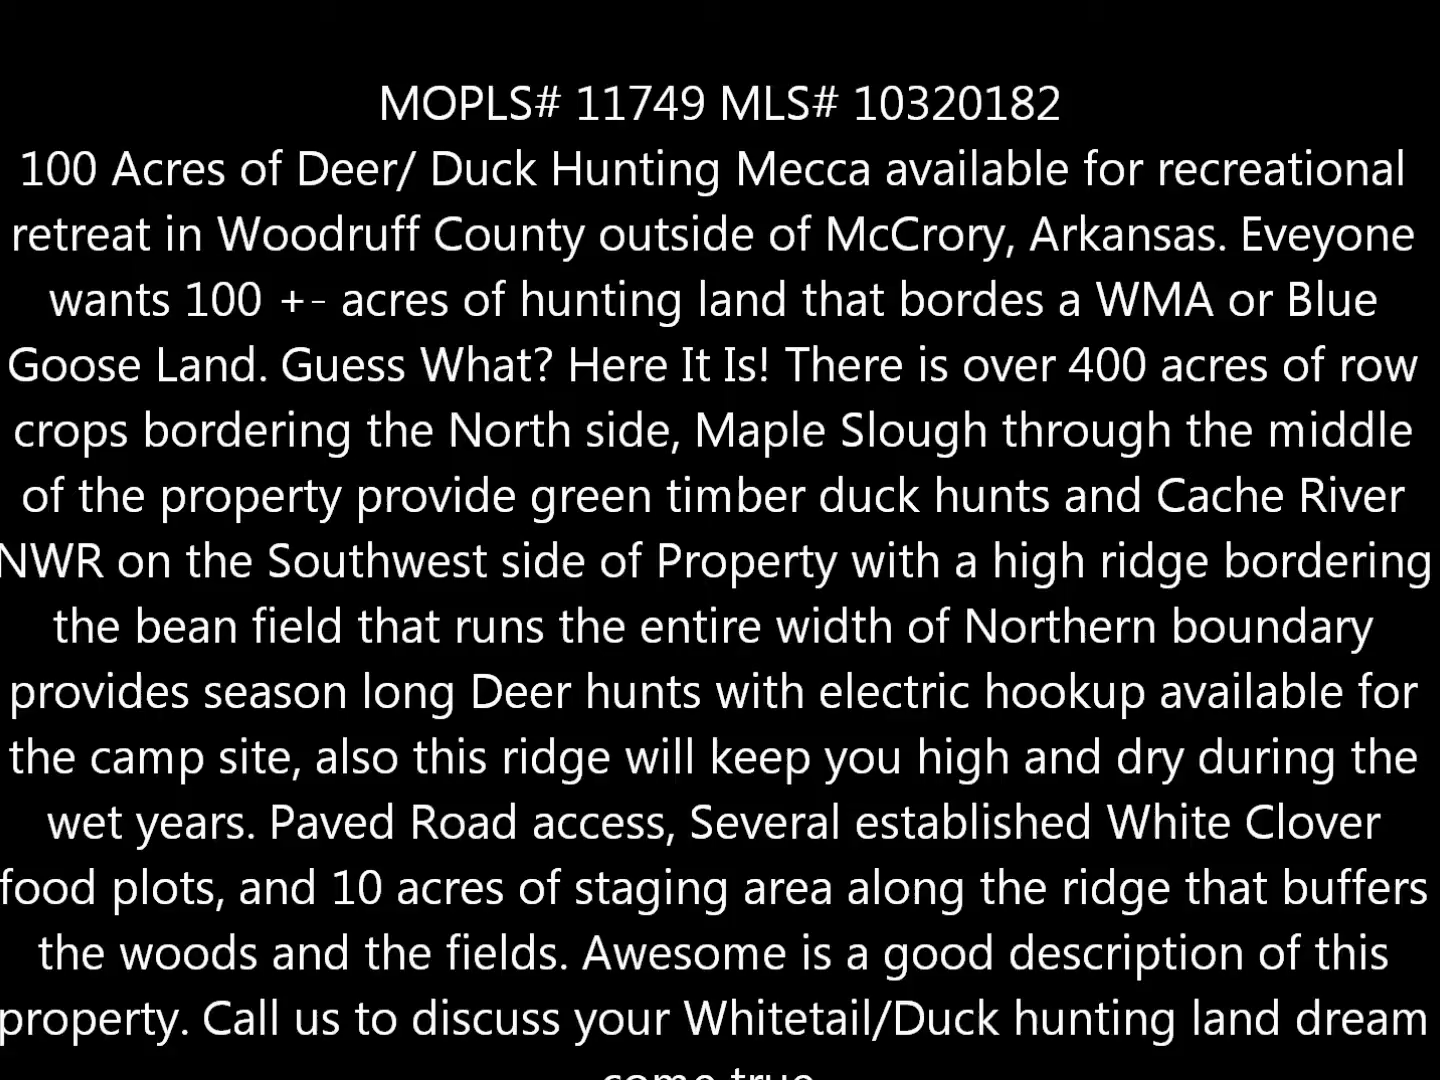 MOPLS# 11749 MLS# 10320182
100 Acres of Deer/ Duck Hunting Mecca available for recreational
retreat in Woodruff County outside of McCrory, Arkansas. Eveyone
wants 100 +- acres of hunting land that bordes a WMA or Blue
Goose Land. Guess What? Here It Is! There is over 400 acres of row
crops bordering the North side, Maple Slough through the middle
of the property provide green timber duck hunts and Cache River
NWR on the Southwest side of Property with a high ridge bordering
the bean field that runs the entire width of Northern boundary
provides season long Deer hunts with electric hookup available for
the camp site, also this ridge will keep you high and dry during the
wet years. Paved Road access, Several established White Clover
food plots, and 10 acres of staging area along the ridge that buffers
the woods and the fields. Awesome is a good description of this
property. Call us to discuss your Whitetail/Duck hunting land dream
come true